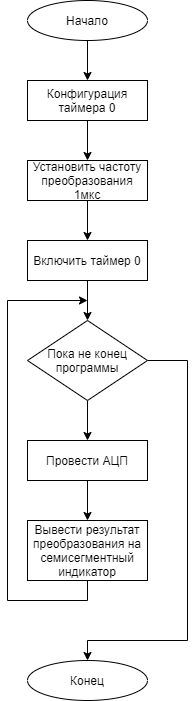 Начало
Конфигурация
таймера 0
Установить частоту
преобразования
1мкс
Включить таймер 0
Пока не конец
программы
Провести АЦП
Вывести результат
преобразования на
семисегментный
индикатор
Конец